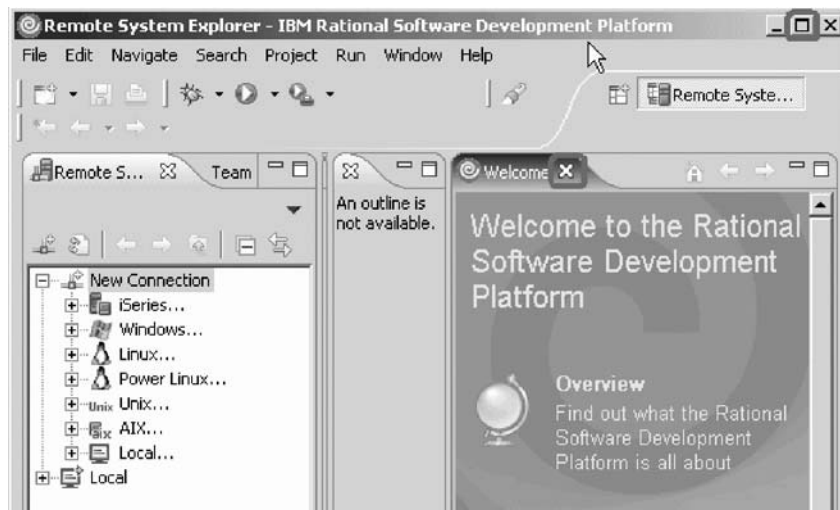 Remote System Explorer - IBM Rational Software Development Platform
File Edit Navigate Search Project Run Window Help
Remote Syste...
Remote S... Team
An outline is
not available.
Welcome
Welcome to the Rational
Software Development
Platform
Overview
Find out what the Rational
Software Development
Platform is all about
New Connection
iSeries...
Windows...
Linux...
Power Linux...
Unix Unix...
AIX...
Local...
Local